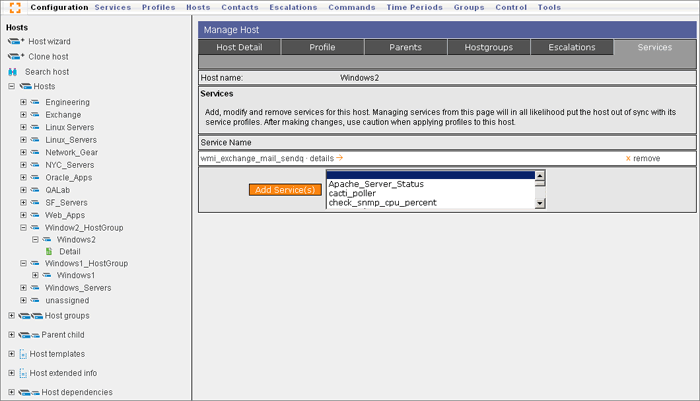 Configuration Services Profiles Hosts Contacts Escalations Commands Time Periods Groups Control Tools
Hosts
Host wizard
Clone host
Search host
Hosts
Engineering
Exchange
Linux Servers
Linux_Servers
Network_Gear
NYC_Servers
Oracle_Apps
QALab
SF_Servers
Web_Apps
Window2_HostGroup
Windows2
Detail
Windows1_HostGroup
Windows1
Windows_Servers
unassigned
Host groups
Parent child
Host templates
Host extended info
Host dependencies
Manage Host
Host Detail Profile Parents Hostgroups Escalations Services
Host name: Windows2
Services
Add, modify and remove services for this host. Managing services from this page will in all likelihood put the host out of sync with its
service profiles. After making changes, use caution when applying profiles to this host.
Service Name
wmi_exchange_mail_sendq - details → × remove
Add Service(s)
Apache_Server_Status
cacti_poller
check_snmp_cpu_percent